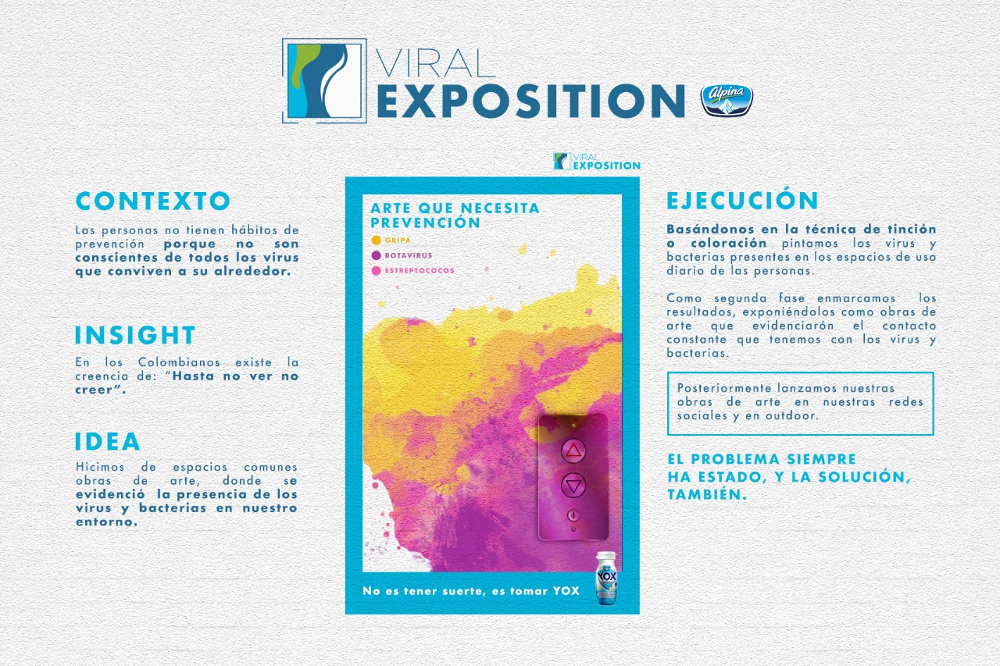 VIRAL
EXPOSITION
Alpina
CONTEXTO
Las personas no tienen hábitos de
prevención porque no son
conscientes de todos los virus
que conviven a su alrededor.
INSIGHT
En los Colombianos existe la
creencia de: “Hasta no ver no
creer”.
IDEA
Hicimos de espacios comunes
obras de arte, donde se
evidenció la presencia de los
virus y bacterias en nuestro
entorno.
VIRAL
EXPOSITION
ARTE QUE NECESITA
PREVENCIÓN
GRIPA
ROTAVIRUS
ESTREPTOCOCOS
YOX
No es tener suerte, es tomar YOX
EJECUCIÓN
Basándonos en la técnica de tinción
o coloración pintamos los virus y
bacterias presentes en los espacios de uso
diario de las personas.
Como segunda fase enmarcamos los
resultados, exponiéndolos como obras de
arte que evidenciarón el contacto
constante que tenemos con los virus y
bacterias.
Posteriormente lanzamos nuestras
obras de arte en nuestras redes
sociales y en outdoor.
EL PROBLEMA SIEMPRE
HA ESTADO, Y LA SOLUCIÓN,
TAMBIÉN.